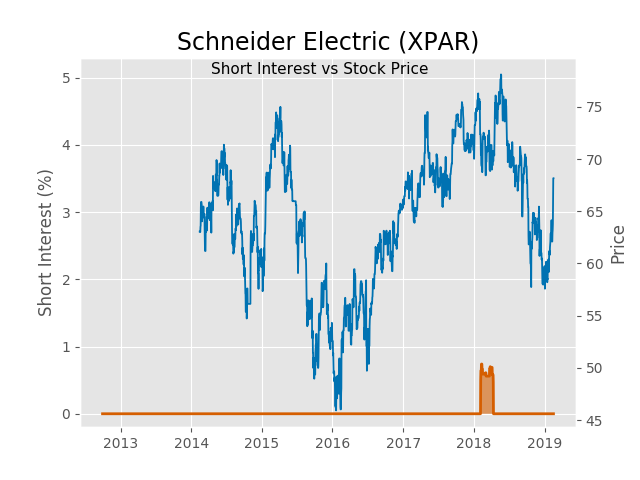 Schneider Electric (XPAR)
Short Interest vs Stock Price
Short Interest (%)
5
4
3
2
1
0
75
70
65
60
55
50
45
Price
2013 2014 2015 2016 2017 2018 2019